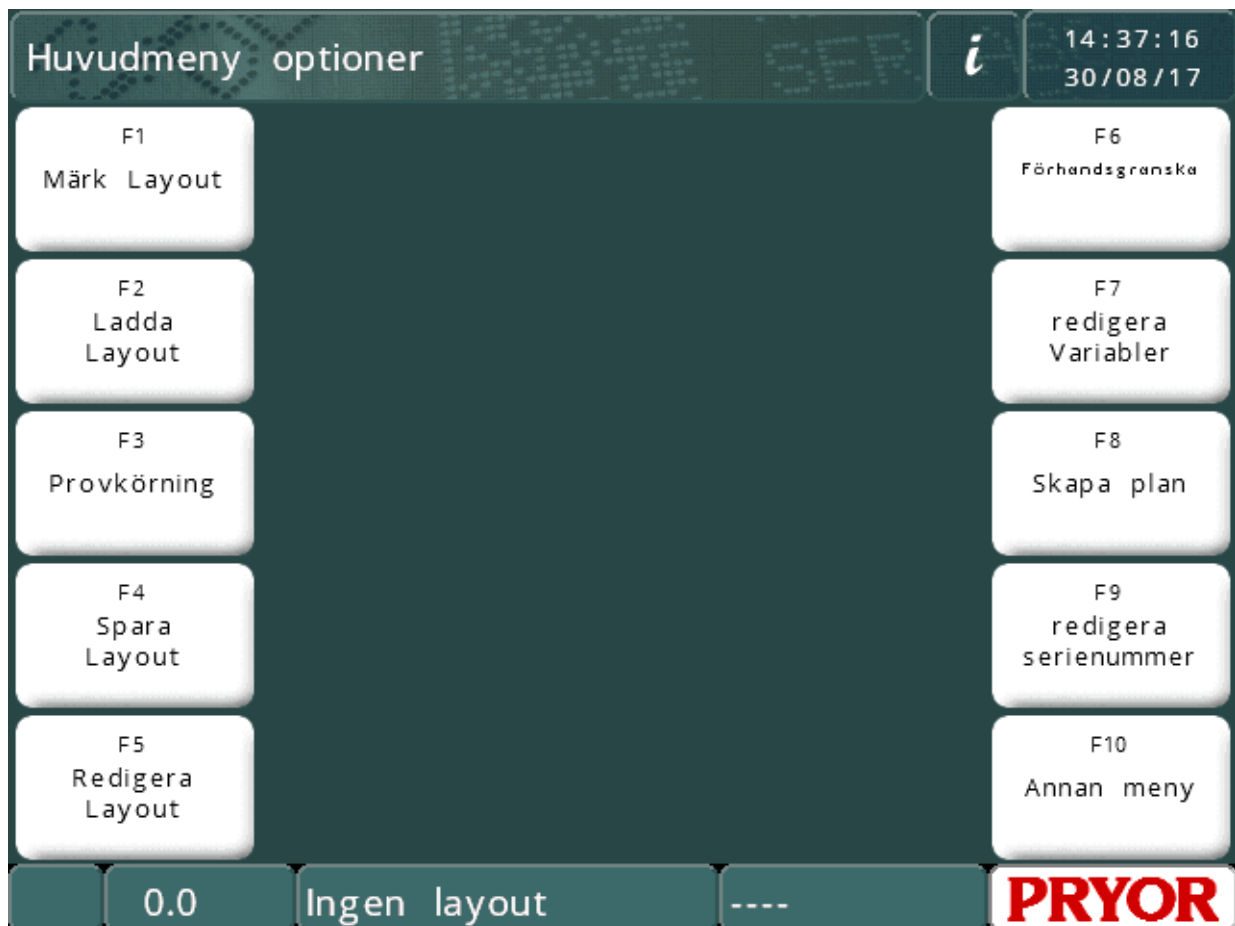 Huvudmeny optioner
i
14:37:16
30/08/17
F1
Märk Layout
F2
Ladda
Layout
F3
Provkörning
F4
Spara
Layout
F5
Redigera
Layout
F6
Förhandsgranska
F7
redigera
Variabler
F8
Skapa plan
F9
redigera
serienummer
F10
Annan meny
0.0
Ingen layout
----
PRYOR